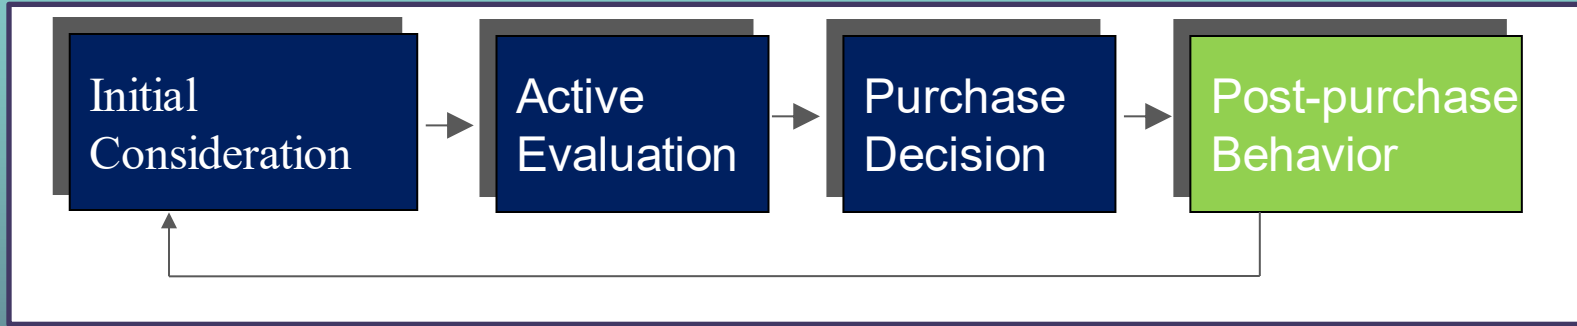 Initial
Consideration
Active
Evaluation
Purchase
Decision
Post-purchase
Behavior